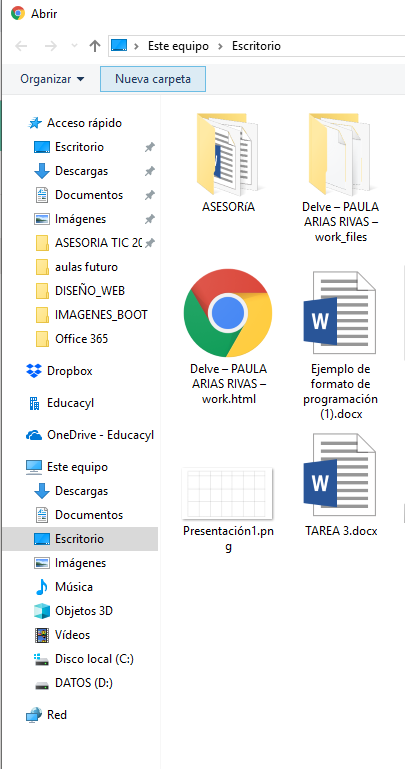 Abrir
Este equipo > Escritorio
Organizar
Nueva carpeta
Acceso rápido
Escritorio
Descargas
Documentos
Imágenes
ASESORIA TIC 20
aulas futuro
DISEÑO_WEB
IMAGENES_BOOT
Office 365
Dropbox
Educacyl
OneDrive - Educacyl
Este equipo
Descargas
Documentos
Escritorio
Imágenes
Música
Objetos 3D
Vídeos
Disco local (C:)
DATOS (D:)
Red
ASESORíA
Delve – PAULA
ARIAS RIVAS –
work_files
Delve – PAULA
ARIAS RIVAS –
work.html
Ejemplo de
formato de
programación
(1).docx
Presentación1.pn
g
TAREA 3.docx